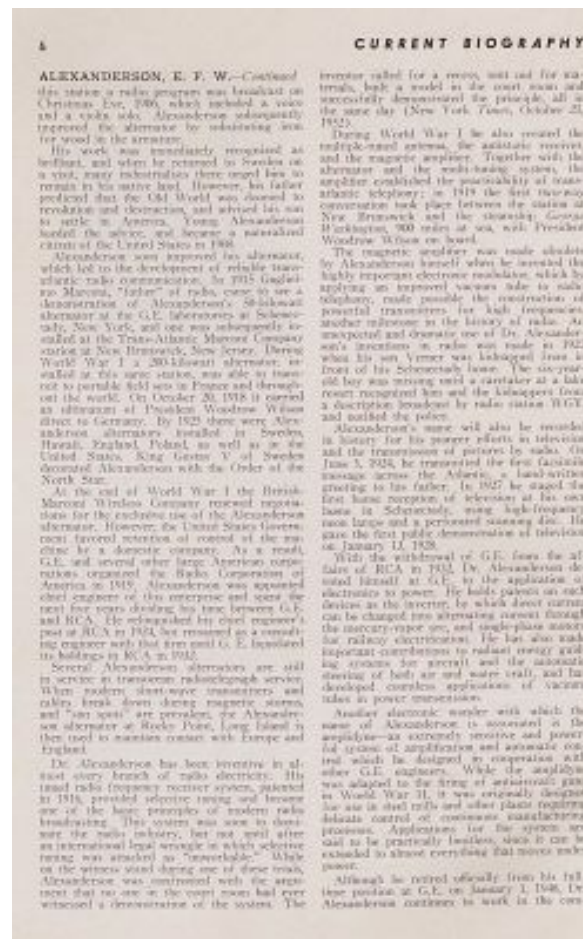 6
CURRENT BIOGRAPHY
ALEXANDERSON, E. F. W.—Continued
this station a radio program was broadcast on
Christmas Eve, 1906, which included a voice
and a violin solo. Alexanderson subsequently
improved the alternator by substituting iron
for wood in the armature.
His work was immediately recognized as
brilliant, and when he returned to Sweden on
a visit, many industrialists there urged him to
remain in his native land. However, his father
predicted that the Old World was doomed to
revolution and destruction, and advised his son
to settle in America. Young Alexanderson
heeded the advice, and became a naturalized
citizen of the United States in 1908.
Alexanderson soon improved his alternator,
which led to the development of reliable trans-
atlantic radio communication. In 1915 Gugliel-
mo Marconi, "father" of radio, came to see a
demonstration of Alexanderson's 50-kilowatt
alternator at the G.E. laboratories at Schenec-
tady, New York, and one was subsequently in-
stalled at the Trans-Atlantic Marconi Company
station at New Brunswick, New Jersey. During
World War I a 200-kilowatt alternator, in-
stalled at this same station, was able to trans-
mit to portable field sets in France and through-
out the world. On October 20, 1918 it carried
an ultimatum of President Woodrow Wilson
direct to Germany. By 1925 there were Alex-
anderson alternators installed in Sweden,
Hawaii, England, Poland, as well as the
United States. King Gustav V of Sweden
decorated Alexanderson with the Order of the
North Star.
At the end of World War I the British
Marconi Wireless Company renewed negotia-
tions for the exclusive use of the Alexanderson
alternator. However, the United States Govern-
ment favored retention of control of the ma-
chine by a domestic company. As a result,
G.E. and several other large American corpo-
rations organized the Radio Corporation of
America in 1919. Alexanderson was appointed
chief engineer of this enterprise and spent the
next four years dividing his time between G.E.
and RCA. He relinquished his chief engineer's
post at RCA in 1924, but remained as a consult-
ing engineer with that firm until G. E. liquidated
its holdings in RCA in 1932.
Several Alexanderson alternators are still
in service in transocean radiotelegraph service.
When modern short-wave transmitters and
cables break down during magnetic storms,
and "sun spots" are prevalent, the Alexander-
son alternator at Rocky Point, Long Island is
then used to maintain contact with Europe and
England.
Dr. Alexanderson has been inventive in al-
most every branch of radio electricity. His
tuned radio frequency receiver system, patented
in 1916, provided selective tuning and became
one of the basic principles of modern radio
broadcasting. This system was soon to domi-
nate the radio industry, but not until after
an international legal wrangle in which selective
tuning was attacked as "unworkable." While
on the witness stand during one of these trials,
Alexanderson was confronted with the argu-
ment that no one in the court room had ever
witnessed a demonstration of the system. The
inventor called for a recess, sent out for ma-
terials, built a model in the court room and
successfully demonstrated the principle, all in
the same day (New York Times, October
During World War I he also created the
multiple-tuned antenna, the antistatic receiver
and the magnetic amplifier. Together with the
alternator and the multi-tuning system, the
amplifier established the practicability of trans-
atlantic telephony; in 1919 the first two-way
conversation took place between the station at
New Brunswick and the steamship George
Washington, 900 miles at sea, with President
Woodrow Wilson on board.
The magnetic amplifier was made obsolete
by Alexanderson himself when he invented the
highly important electronic modulator, which by
applying an improved vacuum tube to radio
telephony, made possible the construction of
powerful transmitters for high frequencies,
another milestone in the history of radio. An
unexpected and dramatic use of Dr. Alexander-
son's inventions in radio was made in 1923
when his son Verner was kidnapped from in
front of his Schenectady home. The six-year-
old boy was missing until a caretaker at a lake
resort recognized him and the kidnappers from
a description broadcast by radio station WGY
and notified the police.
Alexanderson's name will also be recorded
in history for his pioneer efforts in television
and the transmission of pictures by radio. On
June 5, 1924, he transmitted the first facsimile
message across the Atlantic, a hand-written
greeting to his father. In 1927 he staged the
first home reception of television at his own
home in Schenectady, using high-frequency
neon lamps and a perforated scanning disc. He
gave the first public demonstration of television
on January 13, 1928.
With the withdrawal of G.E. from the af-
fairs of RCA in 1932, Dr. Alexanderson de-
voted himself at G.E. to the application of
electronics to power. He holds patents on such
devices as the inverter, by which direct current
can be changed into alternating current through
the mercury-vapor arc, and single-phase motors
for railway electrification. He has also made
important contributions to radiant energy guid-
ing systems for aircraft and the automatic
steering of both air and water craft, and has
developed countless applications of vacuum
tubes in power transmission.
Another electronic wonder with which the
name of Alexanderson is associated is the
amplidyne—an extremely sensitive and power-
ful system of amplification and automatic con-
trol which he designed in cooperation with
other G.E. engineers. While the amplidyne
was adapted to the firing of antiaircraft guns
in World War II, it was originally designed
for use in steel mills and other plants requiring
delicate control of continuous manufacturing
processes. Applications for the system are
said to be practically limitless, since it can be
extended to almost everything that moves under
power.
Although he retired officially from his full-
time position at G.E. on January 1, 1948, Dr.
Alexanderson continues to work in the com-